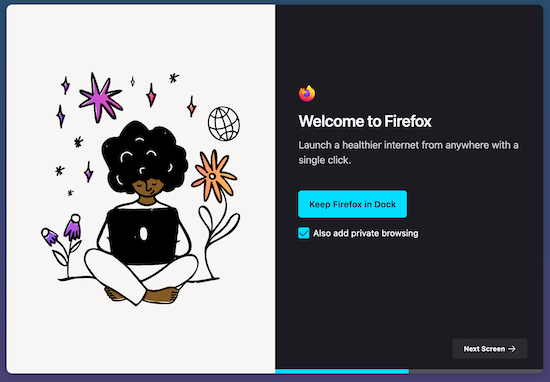 Welcome to Firefox
Launch a healthier internet from anywhere with a
single click.
Keep Firefox in Dock
Also add private browsing
Next Screen →